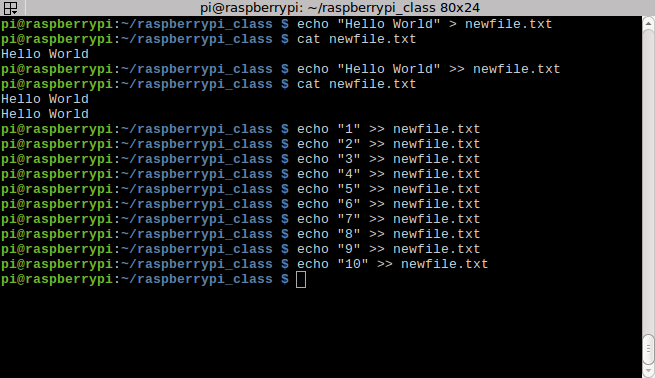 pi@raspberrypi: ~/raspberrypi_class 80x24
pi@raspberrypi:~/raspberrypi_class $ echo "Hello World" > newfile.txt
pi@raspberrypi:~/raspberrypi_class $ cat newfile.txt
Hello World
pi@raspberrypi:~/raspberrypi_class $ echo "Hello World" >> newfile.txt
pi@raspberrypi:~/raspberrypi_class $ cat newfile.txt
Hello World
Hello World
pi@raspberrypi:~/raspberrypi_class $ echo "1" >> newfile.txt
pi@raspberrypi:~/raspberrypi_class $ echo "2" >> newfile.txt
pi@raspberrypi:~/raspberrypi_class $ echo "3" >> newfile.txt
pi@raspberrypi:~/raspberrypi_class $ echo "4" >> newfile.txt
pi@raspberrypi:~/raspberrypi_class $ echo "5" >> newfile.txt
pi@raspberrypi:~/raspberrypi_class $ echo "6" >> newfile.txt
pi@raspberrypi:~/raspberrypi_class $ echo "7" >> newfile.txt
pi@raspberrypi:~/raspberrypi_class $ echo "8" >> newfile.txt
pi@raspberrypi:~/raspberrypi_class $ echo "9" >> newfile.txt
pi@raspberrypi:~/raspberrypi_class $ echo "10" >> newfile.txt
pi@raspberrypi:~/raspberrypi_class $